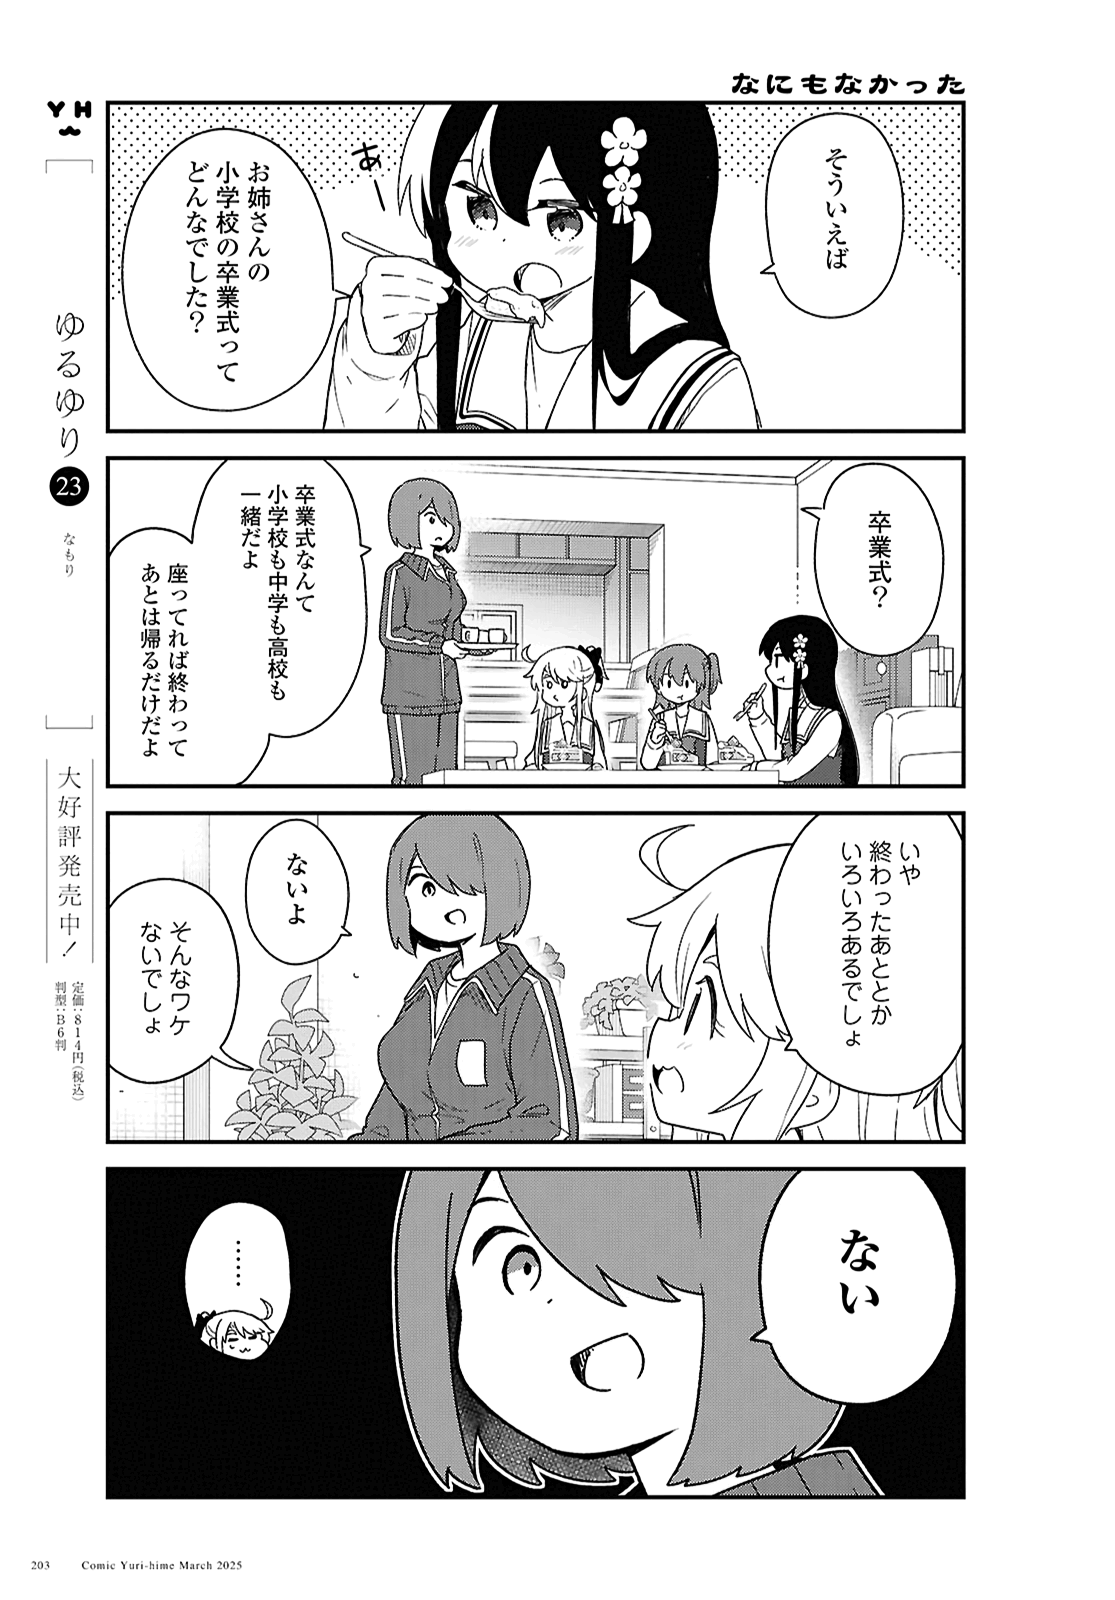 なにもなかった
そういえば
お姉さんの
小学校の卒業式って
どんなでした?
あー
卒業式?
卒業式なんて
小学校も中学も高校も
一緒だよ
座ってれば終わって
あとは帰るだけだよ
いや
終わったあととか
いろいろあるでしょ
ないよ
そんなワケ
ないでしょ
ない
……
YH
ゆるゆり
23
なもり
大好評発売中!
定価:814円(税込)
判型:B6判
203
Comic Yuri-hime March 2025